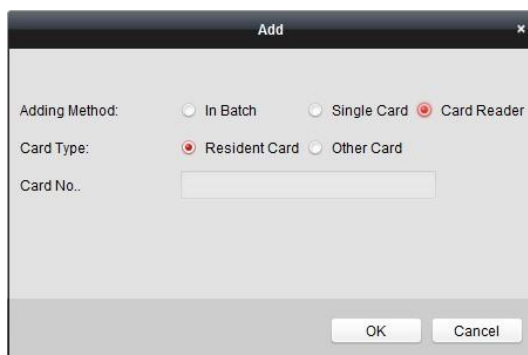 Add
Adding Method: In Batch Single Card Card Reader
Card Type: Resident Card Other Card
Card No..
OK Cancel